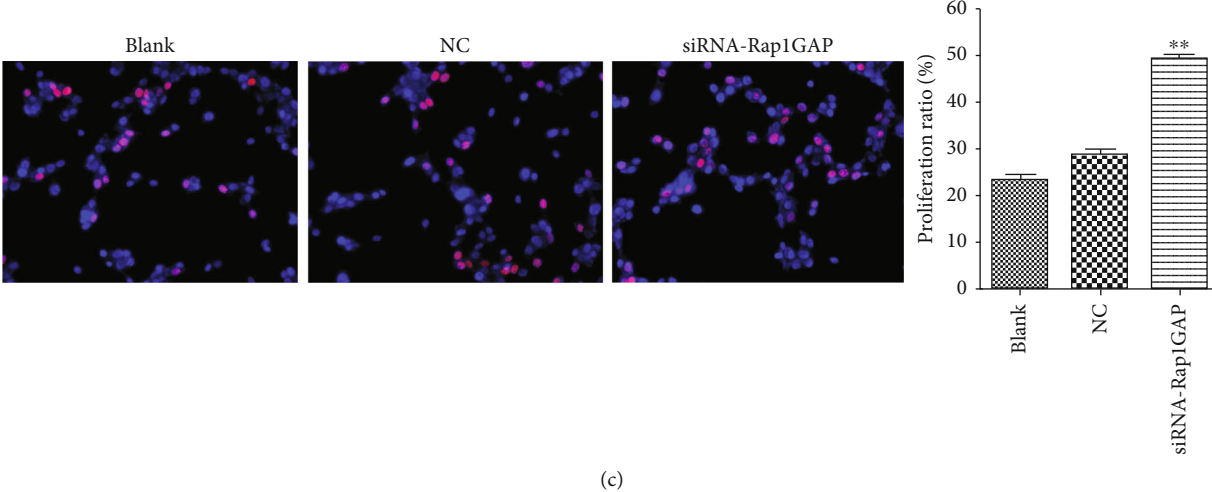 Blank
NC
siRNA-Rap1GAP
Proliferation ratio (%)
60
50
40
30
20
10
0
**
Blank
NC
siRNA-Rap1GAP
(c)